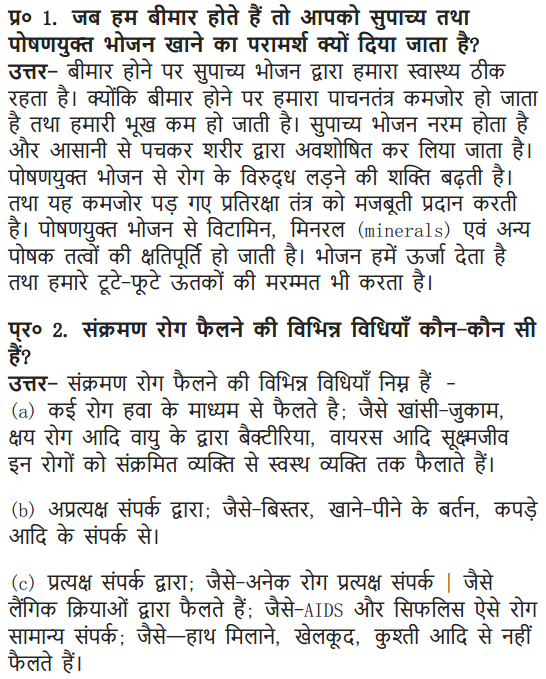 प्र० 1. जब हम बीमार होते हैं तो आपको सुपाच्य तथा
पोषणयुक्त भोजन खाने का परामर्श क्यों दिया जाता है?
उत्तर- बीमार होने पर सुपाच्य भोजन द्वारा हमारा स्वास्थ्य ठीक
रहता है। क्योंकि बीमार होने पर हमारा पाचनतंत्र कमजोर हो जाता
है तथा हमारी भूख कम हो जाती है। सुपाच्य भोजन नरम होता है
और आसानी से पचकर शरीर द्वारा अवशोषित कर लिया जाता है।
पोषणयुक्त भोजन से रोग के विरुद्ध लड़ने की शक्ति बढ़ती है।
तथा यह कमजोर पड़ गए प्रतिरक्षा तंत्र को मजबूती प्रदान करती
है। पोषणयुक्त भोजन से विटामिन, मिनरल (minerals) एवं अन्य
पोषक तत्वों की क्षतिपूर्ति हो जाती है। भोजन हमें ऊर्जा देता है
तथा हमारे टूटे-फूटे ऊतकों की मरम्मत भी करता है।
प्र० 2. संक्रमण रोग फैलने की विभिन्न विधियाँ कौन-कौन सी
हैं?
उत्तर- संक्रमण रोग फैलने की विभिन्न विधियाँ निम्न हैं -
(a) कई रोग हवा के माध्यम से फैलते है; जैसे खांसी-जुकाम,
क्षय रोग आदि वायु के द्वारा बैक्टीरिया, वायरस आदि सूक्ष्मजीव
इन रोगों को संक्रमित व्यक्ति से स्वस्थ व्यक्ति तक फैलाते हैं।
(b) अप्रत्यक्ष संपर्क द्वारा; जैसे-बिस्तर, खाने-पीने के बर्तन, कपड़े
आदि के संपर्क से।
(c) प्रत्यक्ष संपर्क द्वारा; जैसे-अनेक रोग प्रत्यक्ष संपर्क | जैसे
लैंगिक क्रियाओं द्वारा फैलते हैं; जैसे-AIDS और सिफलिस ऐसे रोग
सामान्य संपर्क; जैसे—हाथ मिलाने, खेलकूद, कुश्ती आदि से नहीं
फैलते हैं।